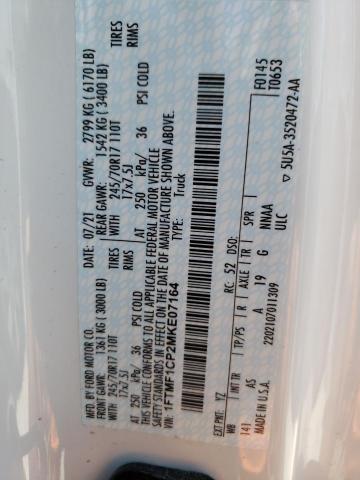 MFD. BY FORD MOTOR CO.
DATE: 07/21 GVWR: 2799 KG ( 6170 LB)
FRONT GAWR: 1361 KG (3000 LB) REAR GAWR: 1542 KG ( 3400 LB)
WITH 245/70R17 110T TIRES WITH 245/70R17 110T TIRES
17x7.5J RIMS 17x7.5J RIMS
AT 250 kPa/ 36 PSI COLD AT 250 kPa/ 36 PSI COLD
THIS VEHICLE CONFORMS TO ALL APPLICABLE FEDERAL MOTOR VEHICLE
SAFETY STANDARDS IN EFFECT ON THE DATE OF MANUFACTURE SHOWN ABOVE.
VIN: 1FTMF1CP2MKE07164
TYPE: Truck
F0145
T0653
EXT PNT: YZ RC: 52 DSO:
WB INT TR TP/PS R AXLE TR SPR
141 AS A 19 G NNAA
ULC
2202107011309
MADE IN U.S.A. 5U5A-3520472-AA